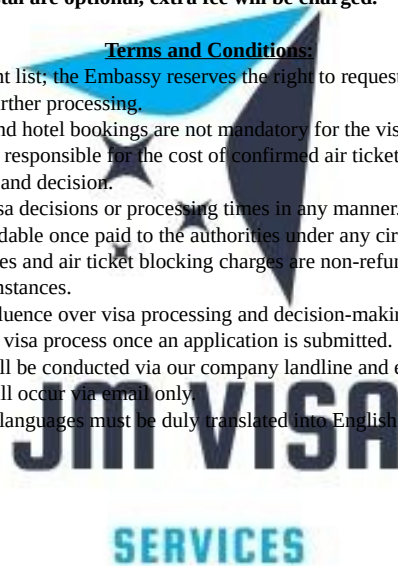 stal are optional, extra fee will be charged.
Terms and Conditions:
nt list; the Embassy reserves the right to request
rther processing.
nd hotel bookings are not mandatory for the vis
responsible for the cost of confirmed air ticket
and decision.
sa decisions or processing times in any manner.
dable once paid to the authorities under any cir
es and air ticket blocking charges are non-refun
nstances.
luence over visa processing and decision-makin
visa process once an application is submitted.
ll be conducted via our company landline and e
ll occur via email only.
languages must be duly translated into English
JM VISA
SERVICES